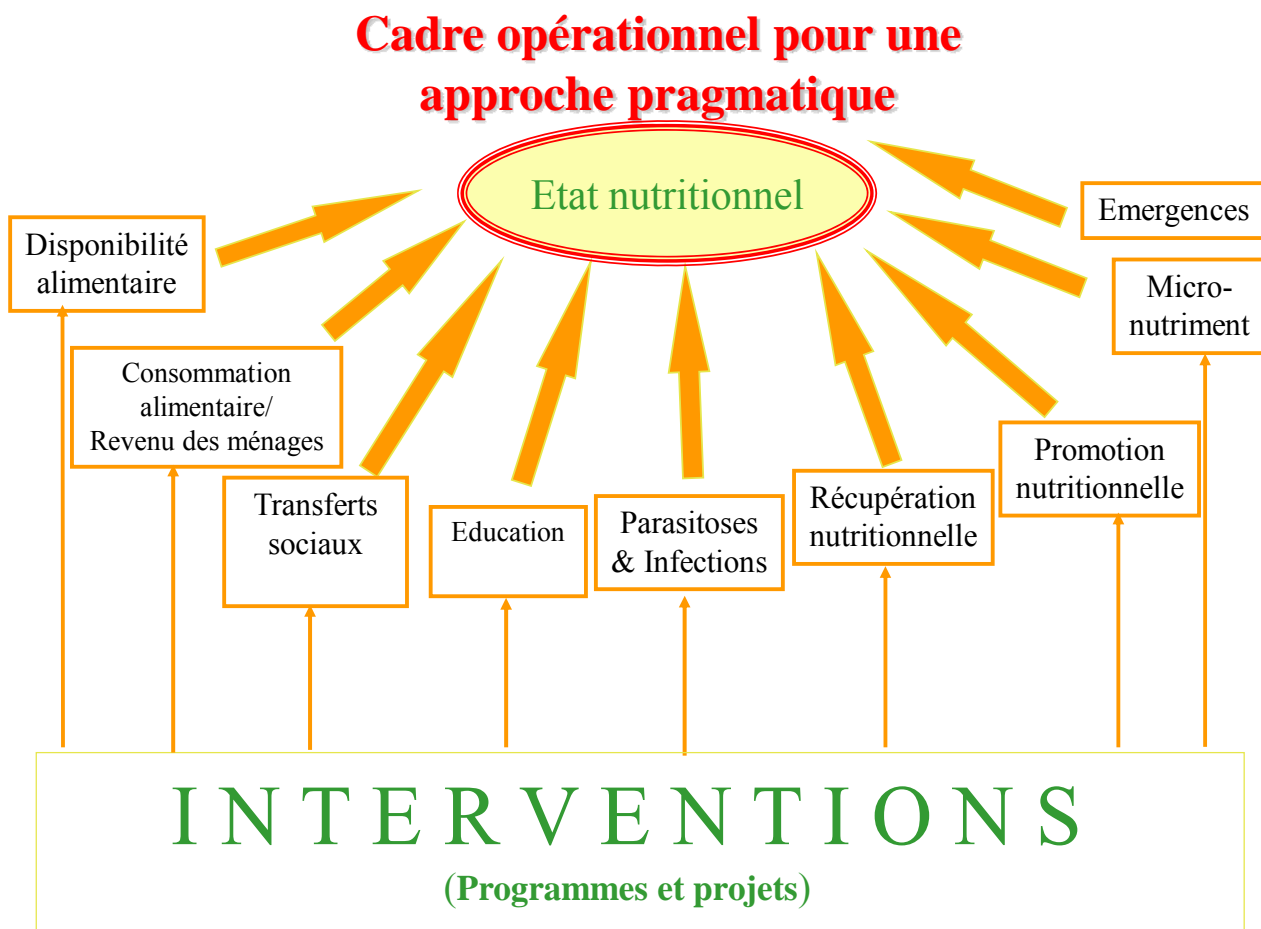 Cadre opérationnel pour une
approche pragmatique
Etat nutritionnel
Disponibilité
alimentaire
Consommation
alimentaire/
Revenu des ménages
Transferts
sociaux
Education
Parasitoses
& Infections
Récupération
nutritionnelle
Promotion
nutritionnelle
Micro-
nutriment
Emergences
I N T E R V E N T I O N S
(Programmes et projets)